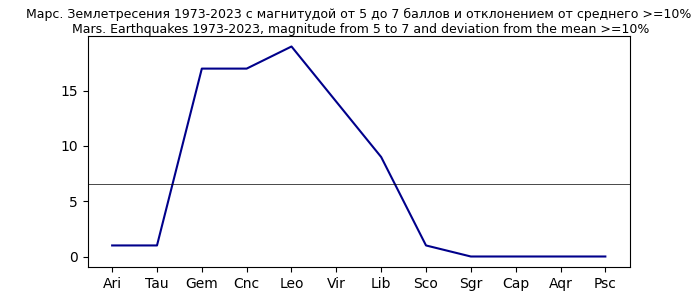 Марс. Землетресения 1973-2023 с магнитудой от 5 до 7 баллов и отклонением от среднего >=10%
Mars. Earthquakes 1973-2023, magnitude from 5 to 7 and deviation from the mean >=10%
15
10
5
0
Ari Tau Gem Cnc Leo Vir Lib Sco Sgr Cap Aqr Psc